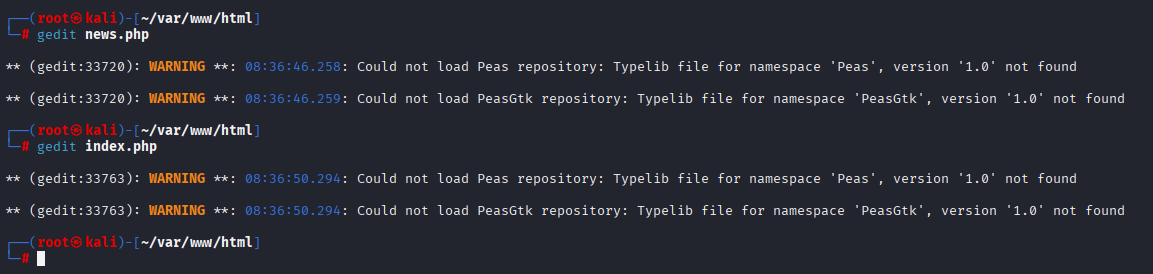 ┌──(root㉿kali)-[~/var/www/html]
└─# gedit news.php
** (gedit:33720): WARNING **: 08:36:46.258: Could not load Peas repository: Typelib file for namespace 'Peas', version '1.0' not found
** (gedit:33720): WARNING **: 08:36:46.259: Could not load PeasGtk repository: Typelib file for namespace 'PeasGtk', version '1.0' not found
┌──(root㉿kali)-[~/var/www/html]
└─# gedit index.php
** (gedit:33763): WARNING **: 08:36:50.294: Could not load Peas repository: Typelib file for namespace 'Peas', version '1.0' not found
** (gedit:33763): WARNING **: 08:36:50.294: Could not load PeasGtk repository: Typelib file for namespace 'PeasGtk', version '1.0' not found
┌──(root㉿kali)-[~/var/www/html]
└─#